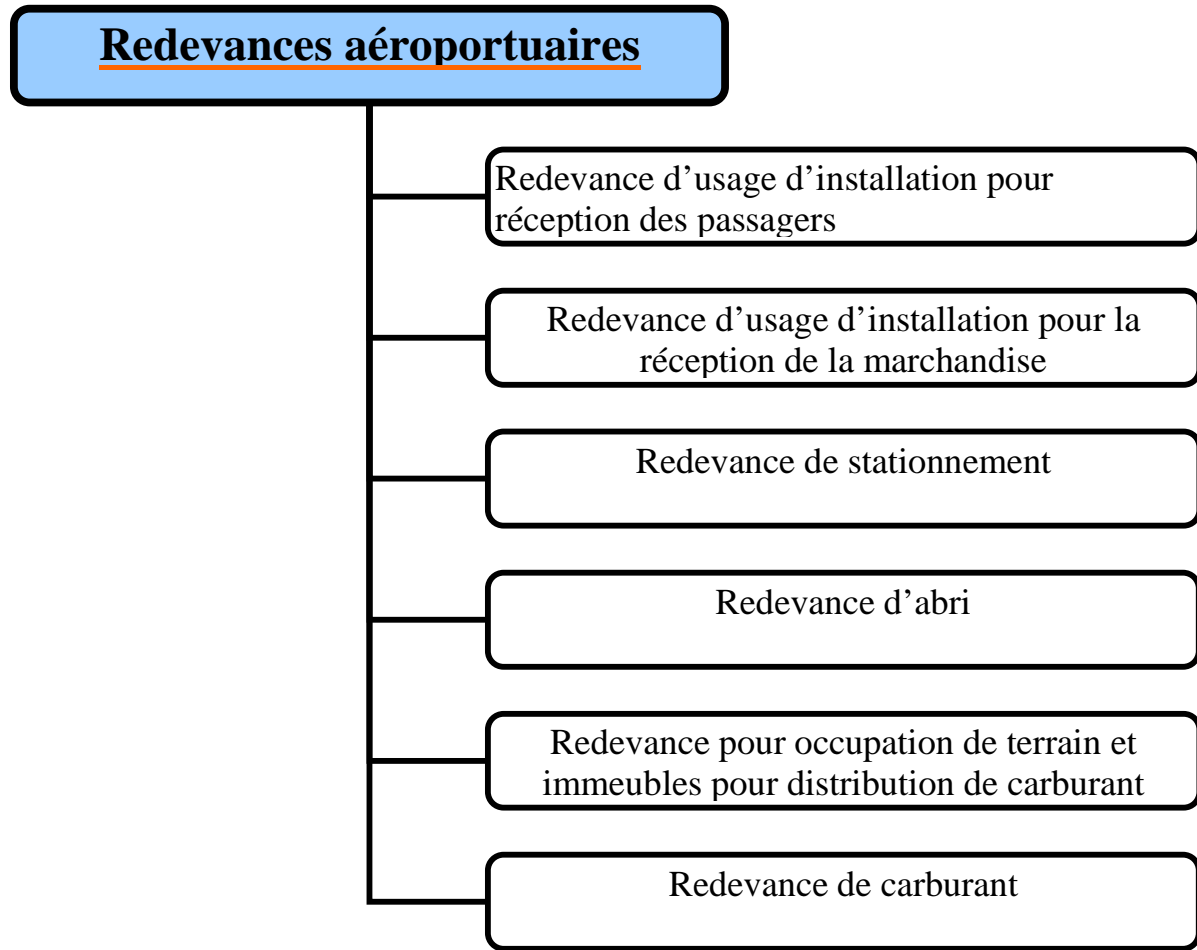 Redevances aéroportuaires
Redevance d’usage d’installation pour
réception des passagers
Redevance d’usage d’installation pour la
réception de la marchandise
Redevance de stationnement
Redevance d’abri
Redevance pour occupation de terrain et
immeubles pour distribution de carburant
Redevance de carburant